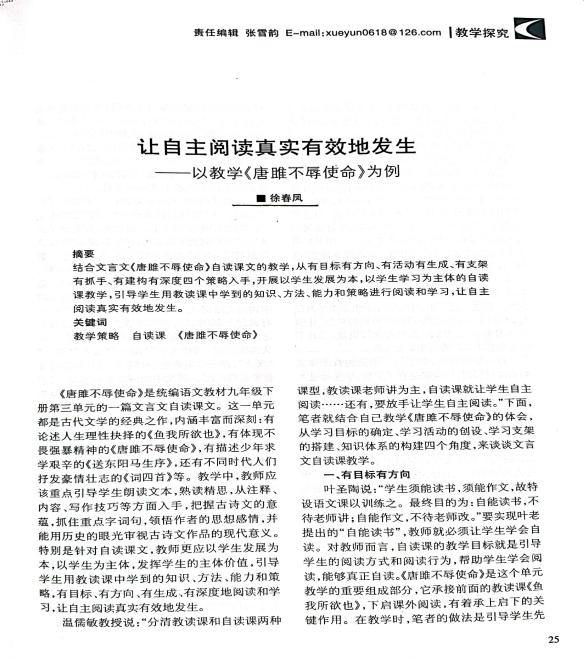 责任编辑 张雪韵 E-mail:xueyun0618@126.com | 教学探究
让自主阅读真实有效地发生
——以教学《唐雎不辱使命》为例
■ 徐春凤
摘要
结合文言文《唐雎不辱使命》自读课文的教学,从有目标有方向、有活动有生成、有支架
有抓手、有建构有深度四个策略入手,开展以学生发展为本,以学生学习为主体的自读
课教学,引导学生用教读课中学到的知识、方法、能力和策略进行阅读和学习,让自主
阅读真实有效地发生。
关键词
教学策略 自读课 《唐雎不辱使命》
《唐雎不辱使命》是统编语文教材九年级下
册第三单元的一篇文言文自读课文。这一单元
都是古代文学的经典之作,内涵丰富而深刻:有
论述人生理性抉择的《鱼我所欲也》,有体现不
畏强暴精神的《唐雎不辱使命》,有描述少年求
学艰辛的《送东阳马生序》,还有不同时代人们
抒发豪情壮志的《词四首》等。教学中,教师应
该重点引导学生朗读文本,熟读精思,从注释、
内容、写作技巧等方面入手,把握古诗文的意
蕴,抓住重点字词句,领悟作者的思想感情,并
能用历史的眼光审视古诗文作品的现代意义。
特别是针对自读课文,教师更应以学生发展为
本,以学生为主体,发挥学生的主体价值,引导
学生用教读课中学到的知识、方法、能力和策
略,有目标、有方向、有生成、有深度地阅读和学
习,让自主阅读真实有效地发生。
温儒敏教授说:“分清教读课和自读课两种
课型,教读课老师讲为主,自读课就让学生自主
阅读……还有,要放手让学生自主阅读。”下面,
笔者就结合自己教学《唐雎不辱使命》的体会,
从学习目标的确定、学习活动的创设、学习支架
的搭建、知识体系的构建四个角度,来谈谈文言
文自读课教学。
一、有目标有方向
叶圣陶说:“学生须能读书,须能作文,故特
设语文课以训练之。最终目的为:自能读书,不
待老师讲;自能作文,不待老师改。”要实现叶老
提出的“自能读书”,教师就必须让学生学会自
读。对教师而言,自读课的教学目标就是引导
学生的阅读方式和阅读行为,帮助学生学会阅
读,能够真正自读。《唐雎不辱使命》是这个单元
教学的重要组成部分,它承接前面的教读课《鱼
我所欲也》,下启课外阅读,有着承上启下的关
键作用。在教学时,笔者的做法是引导学生先
25